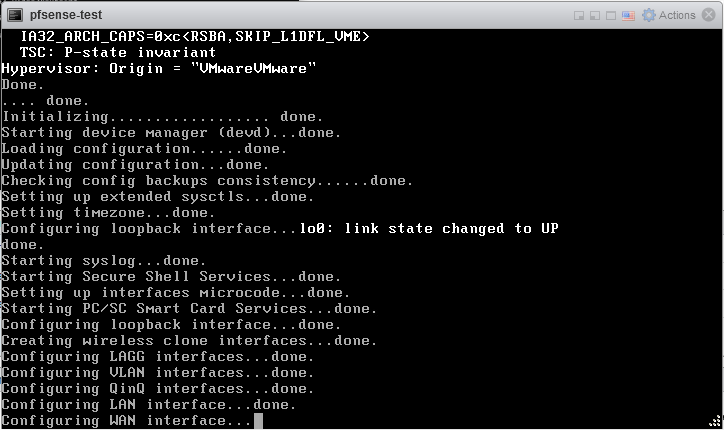 pfsense-test
Actions
IA32_ARCH_CAPS=0xc<RSBA,SKIP_L1DFL_VME>
TSC: P-state invariant
Hypervisor: Origin = "VMwareVMware"
Done.
.... done.
Initializing.................. done.
Starting device manager (devd)...done.
Loading configuration......done.
Updating configuration...done.
Checking config backups consistency......done.
Setting up extended sysctls...done.
Setting timezone...done.
Configuring loopback interface...lo0: link state changed to UP
done.
Starting syslog...done.
Starting Secure Shell Services...done.
Setting up interfaces microcode...done.
Starting PC/SC Smart Card Services...done.
Configuring loopback interface...done.
Creating wireless clone interfaces...done.
Configuring LAGG interfaces...done.
Configuring VLAN interfaces...done.
Configuring QinQ interfaces...done.
Configuring LAN interface...done.
Configuring WAN interface...